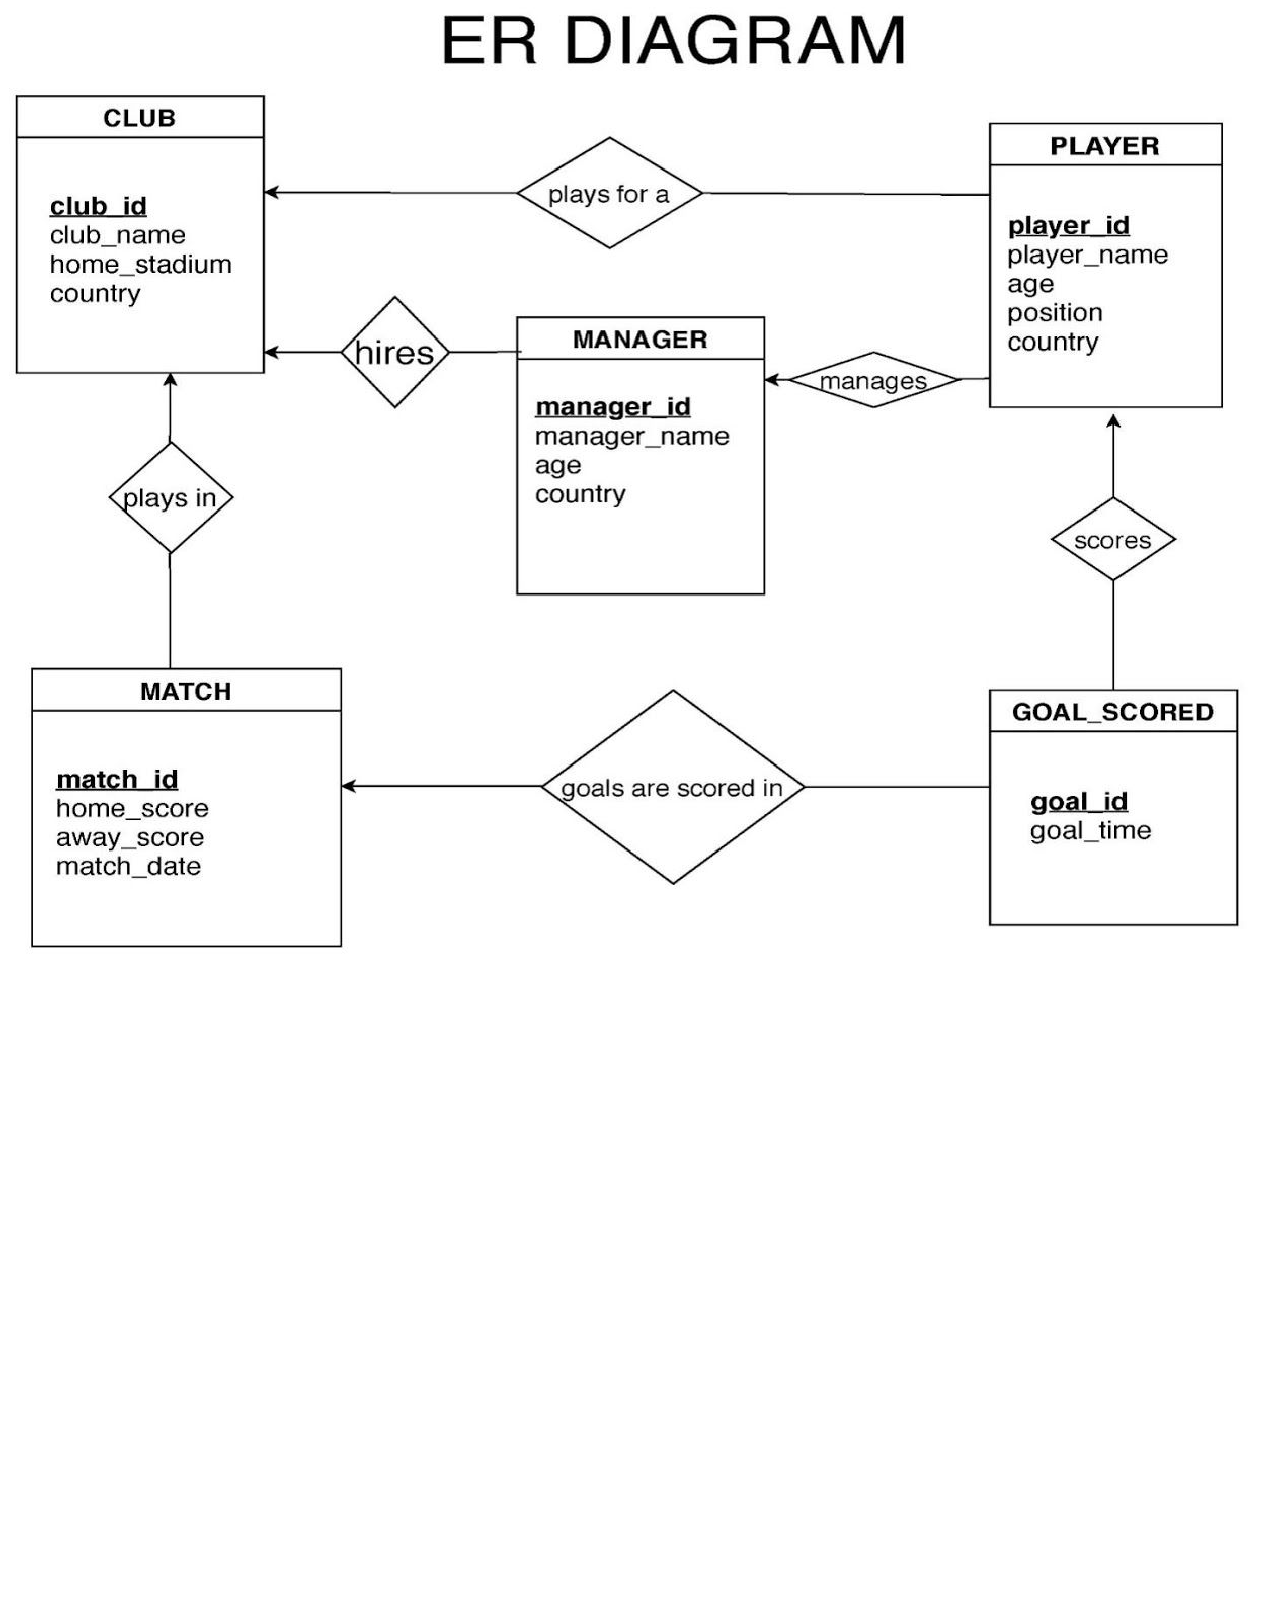 ER DIAGRAM
CLUB
club_id
club_name
home_stadium
country
plays for a
PLAYER
player_id
player_name
age
position
country
hires
MANAGER
manager_id
manager_name
age
country
manages
plays in
scores
MATCH
match_id
home_score
away_score
match_date
goals are scored in
GOAL_SCORED
goal_id
goal_time